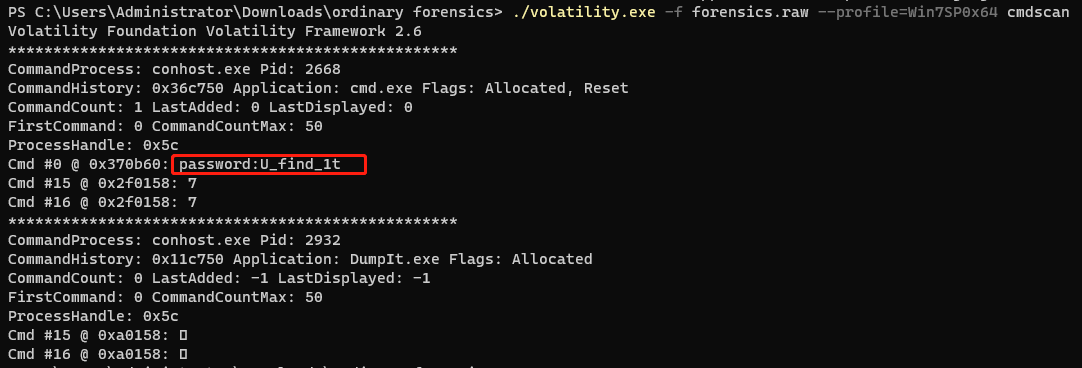 PS C:\Users\Administrator\Downloads\ordinary forensics> ./volatility.exe -f forensics.raw --profile=Win7SP0x64 cmdscan
Volatility Foundation Volatility Framework 2.6
**************************************************
CommandProcess: conhost.exe Pid: 2668
CommandHistory: 0x36c750 Application: cmd.exe Flags: Allocated, Reset
CommandCount: 1 LastAdded: 0 LastDisplayed: 0
FirstCommand: 0 CommandCountMax: 50
ProcessHandle: 0x5c
Cmd #0 @ 0x370b60: password:U_find_1t
Cmd #15 @ 0x2f0158: 7
Cmd #16 @ 0x2f0158: 7
**************************************************
CommandProcess: conhost.exe Pid: 2932
CommandHistory: 0x11c750 Application: DumpIt.exe Flags: Allocated
CommandCount: 0 LastAdded: -1 LastDisplayed: -1
FirstCommand: 0 CommandCountMax: 50
ProcessHandle: 0x5c
Cmd #15 @ 0xa0158: 
Cmd #16 @ 0xa0158: